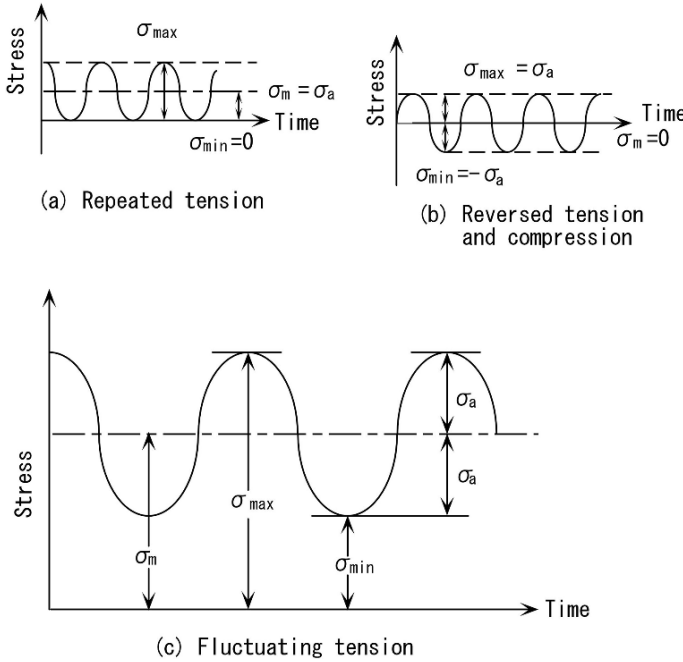 Stress
σmax
σm = σa
Time
σmin=0
(a) Repeated tension
Stress
σmax = σa
Time
σm=0
σmin=-σa
(b) Reversed tension
and compression
Stress
σa
σa
σmax
σm
σmin
Time
(c) Fluctuating tension